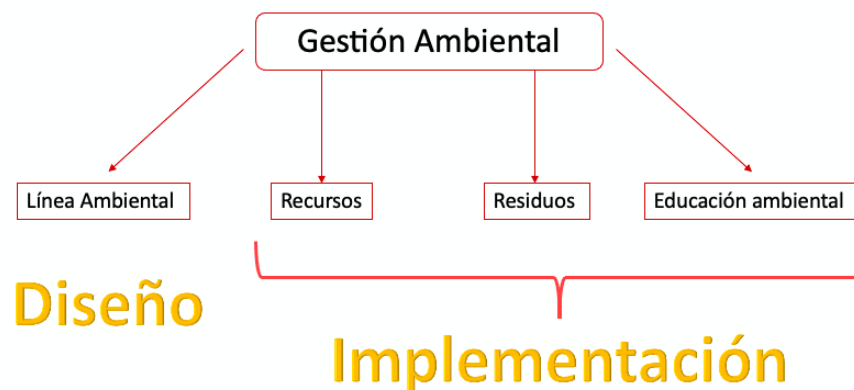 Gestión Ambiental
Línea Ambiental
Recursos
Residuos
Educación ambiental
Diseño
Implementación